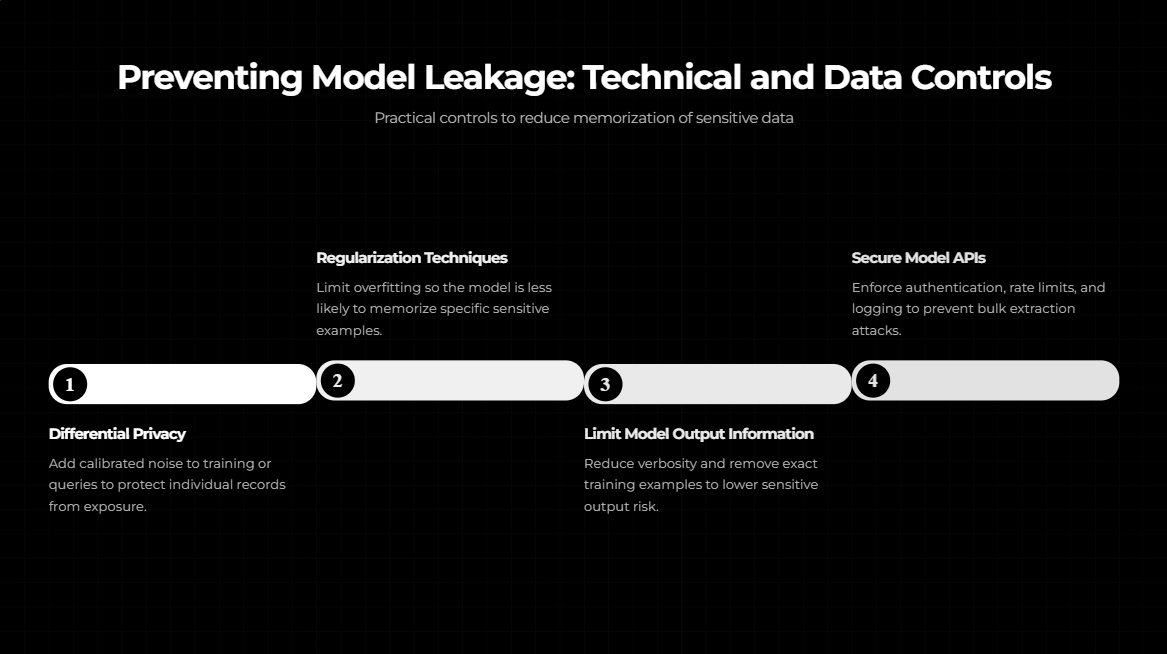 Preventing Model Leakage: Technical and Data Controls
Practical controls to reduce memorization of sensitive data
1
Differential Privacy
Add calibrated noise to training or
queries to protect individual records
from exposure.
Regularization Techniques
Limit overfitting so the model is less
likely to memorize specific sensitive
examples.
2
3
Limit Model Output Information
Reduce verbosity and remove exact
training examples to lower sensitive
output risk.
Secure Model APIs
Enforce authentication, rate limits, and
logging to prevent bulk extraction
attacks.
4